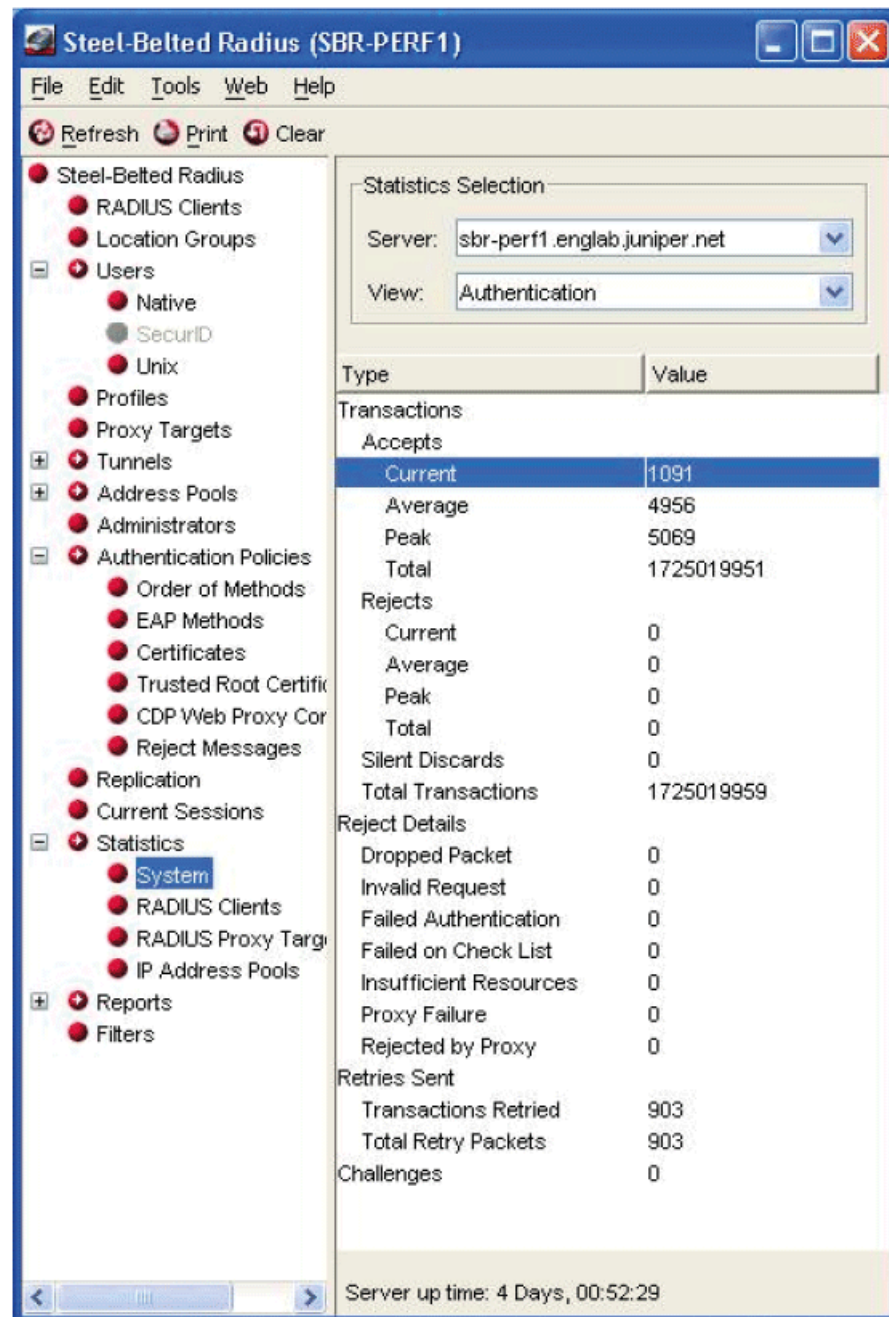 Steel-Belted Radius (SBR-PERF1)
File Edit Tools Web Help
Refresh Print Clear
Steel-Belted Radius
RADIUS Clients
Location Groups
Users
Native
SecurID
Unix
Profiles
Proxy Targets
Tunnels
Address Pools
Administrators
Authentication Policies
Order of Methods
EAP Methods
Certificates
Trusted Root Certific
CDP Web Proxy Con
Reject Messages
Replication
Current Sessions
Statistics
System
RADIUS Clients
RADIUS Proxy Targe
IP Address Pools
Reports
Filters
Statistics Selection
Server: sbr-perf1.englab.juniper.net
View: Authentication
Type Value
Transactions
Accepts
Current 1091
Average 4956
Peak 5069
Total 1725019951
Rejects
Current 0
Average 0
Peak 0
Total 0
Silent Discards 0
Total Transactions 1725019959
Reject Details
Dropped Packet 0
Invalid Request 0
Failed Authentication 0
Failed on Check List 0
Insufficient Resources 0
Proxy Failure 0
Rejected by Proxy 0
Retries Sent
Transactions Retried 903
Total Retry Packets 903
Challenges 0
Server up time: 4 Days, 00:52:29